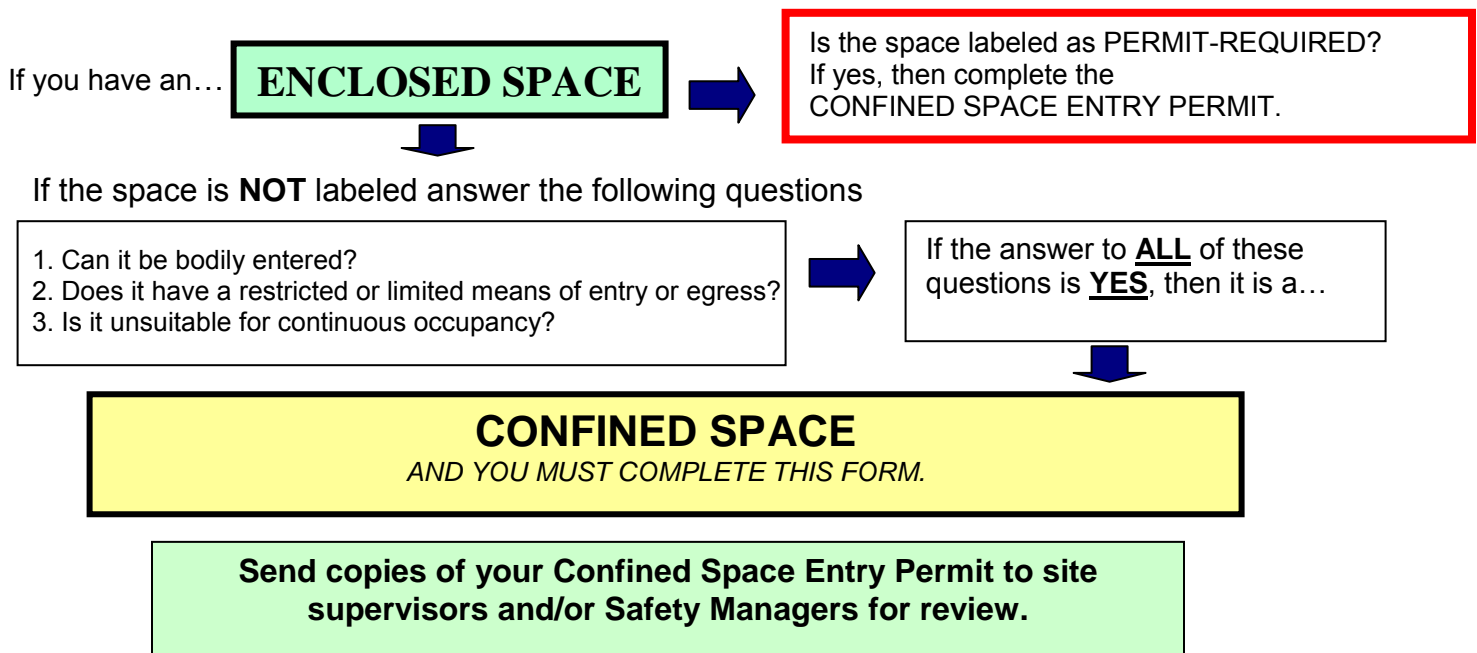 If you have an…
ENCLOSED SPACE
Is the space labeled as PERMIT-REQUIRED?
If yes, then complete the
CONFINED SPACE ENTRY PERMIT.
If the space is NOT labeled answer the following questions
1. Can it be bodily entered?
2. Does it have a restricted or limited means of entry or egress?
3. Is it unsuitable for continuous occupancy?
If the answer to ALL of these
questions is YES, then it is a…
CONFINED SPACE
AND YOU MUST COMPLETE THIS FORM.
Send copies of your Confined Space Entry Permit to site
supervisors and/or Safety Managers for review.